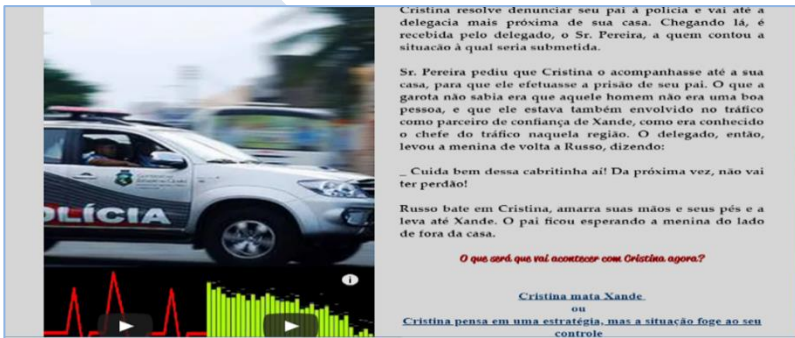 Cristina resolve denunciar seu pai à polícia e vai até a
delegacia mais próxima de sua casa. Chegando lá, é
recebida pelo delegado, o Sr. Pereira, a quem contou a
situacão à qual seria submetida.
Sr. Pereira pediu que Cristina o acompanhasse até a sua
casa, para que ele efetuasse a prisão de seu pai. O que a
garota não sabia era que aquele homem não era uma boa
pessoa, e que ele estava também envolvido no tráfico
como parceiro de confiança de Xande, como era conhecido
o chefe do tráfico naquela região. O delegado, então,
levou a menina de volta a Russo, dizendo:
_ Cuida bem dessa cabritinha aí! Da próxima vez, não vai
ter perdão!
Russo bate em Cristina, amarra suas mãos e seus pés e a
leva até Xande. O pai ficou esperando a menina do lado
de fora da casa.
O que será que vai acontecer com Cristina agora?
Cristina mata Xande
ou
Cristina pensa em uma estratégia, mas a situação foge ao seu
controle
OLÍCIA